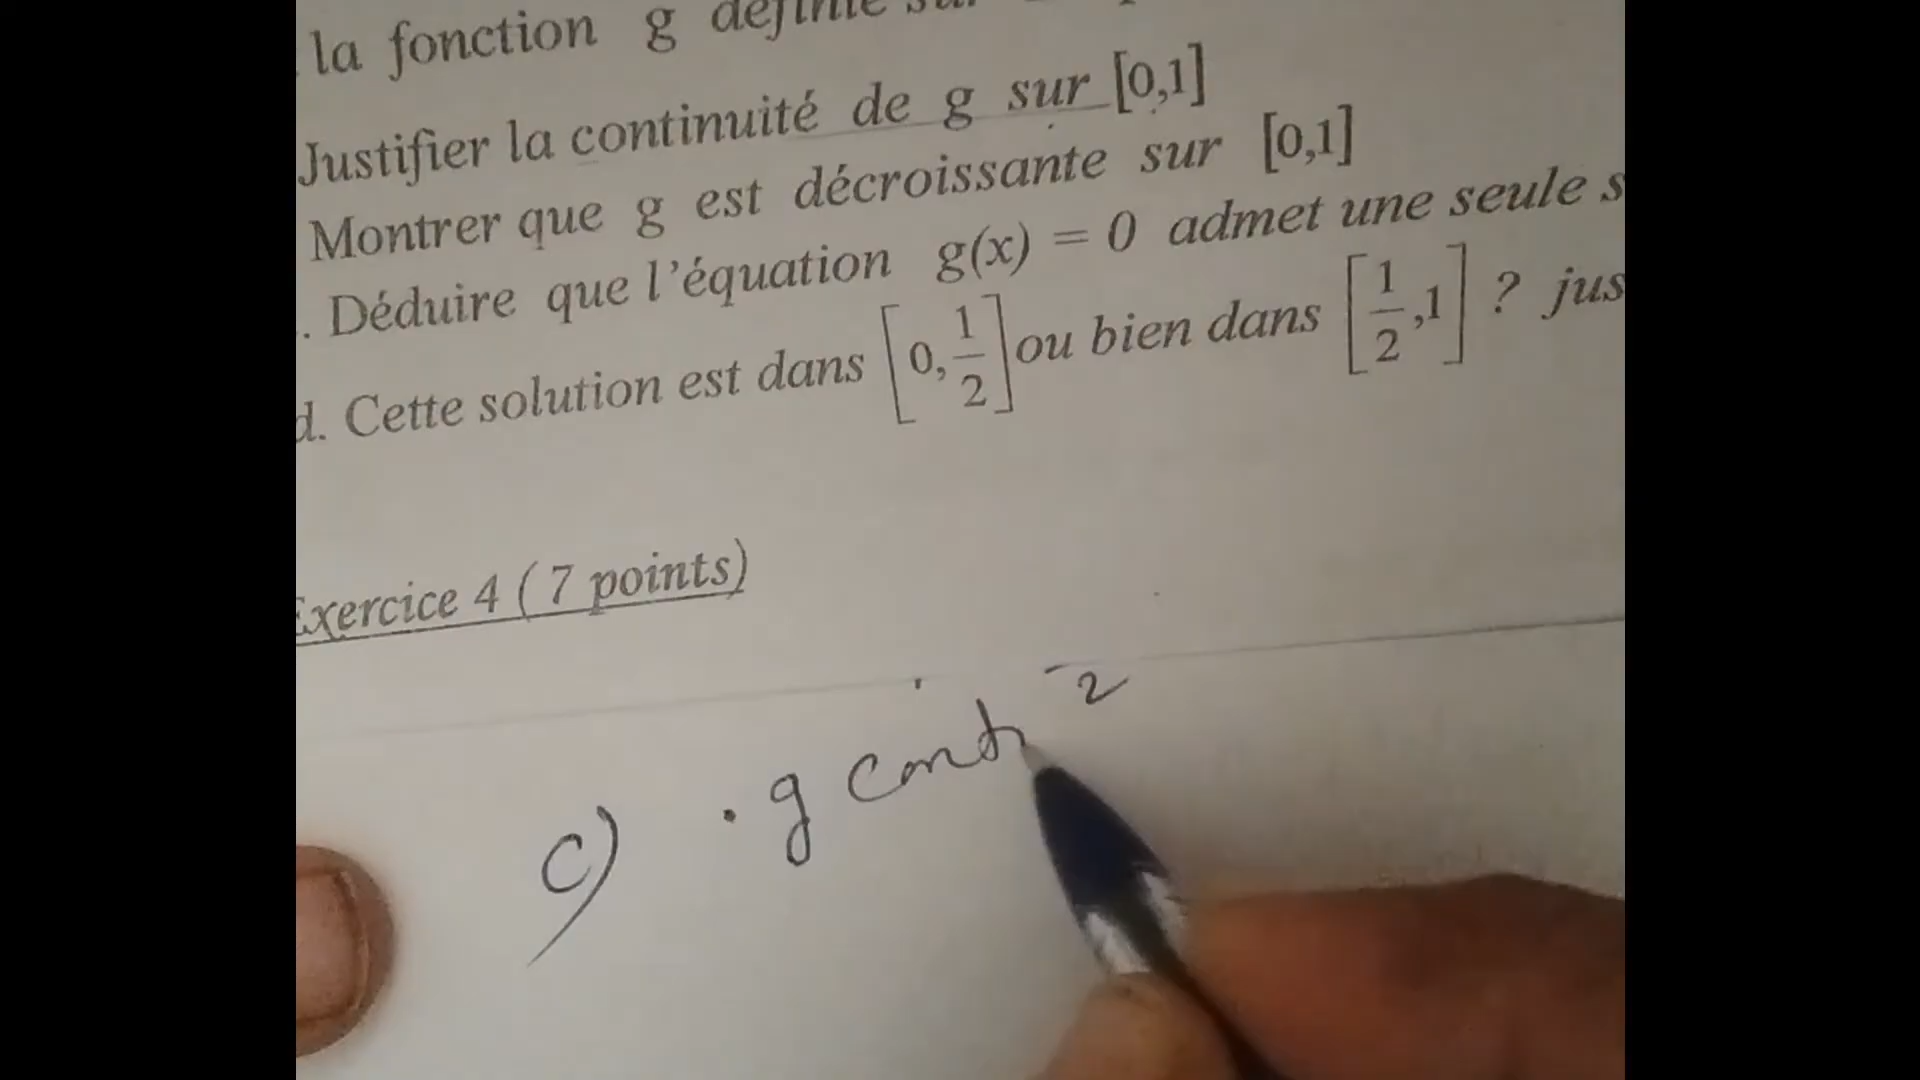 la fonction g définie sur
Justifier la continuité de g sur [0,1]
Montrer que g est décroissante sur [0,1]
. Déduire que l'équation g(x) = 0 admet une seule s
d. Cette solution est dans [0, 1/2] ou bien dans [1/2, 1] ? jus
Exercice 4 ( 7 points)
2
c) . g cont